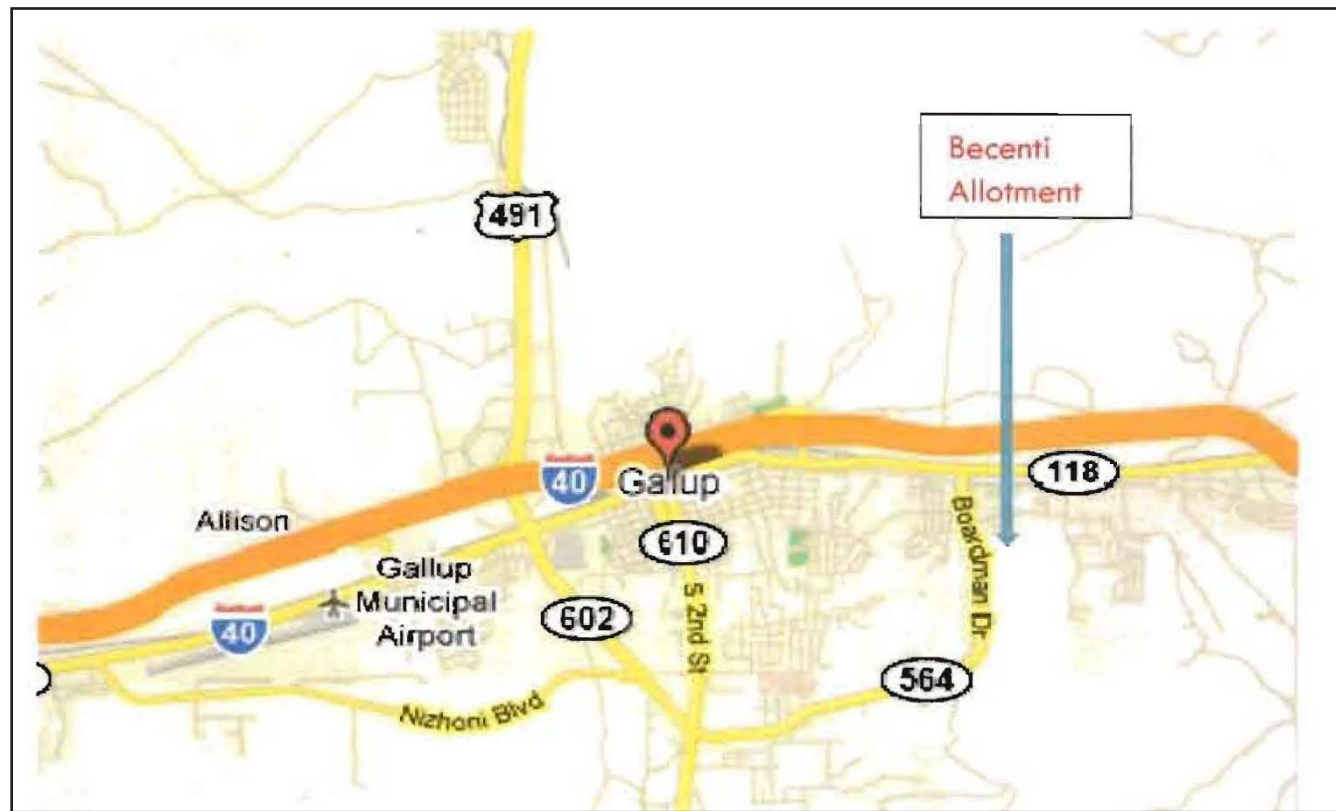 Becenti
Allotment
491
118
40
Gallup
Allison
610
Boardman Dr
Gallup
Municipal
Airport
40
602
S 2nd St
564
Nizhoni Blvd